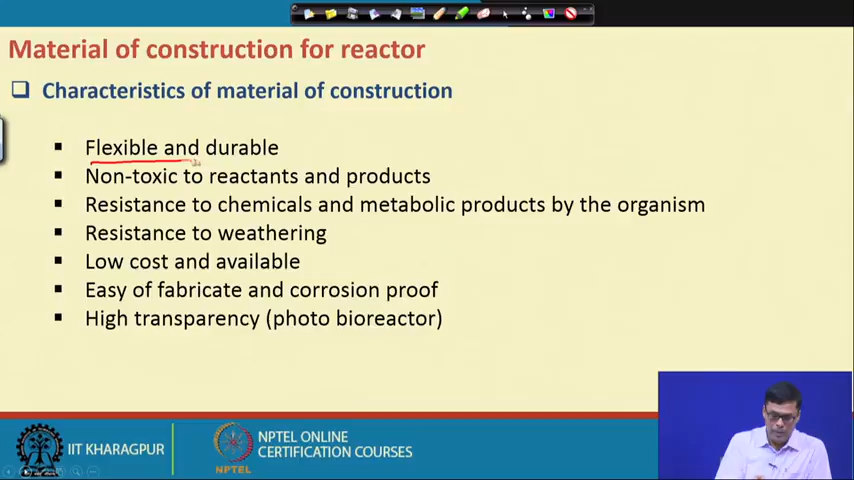 Material of construction for reactor
Characteristics of material of construction
Flexible and durable
Non-toxic to reactants and products
Resistance to chemicals and metabolic products by the organism
Resistance to weathering
Low cost and available
Easy of fabricate and corrosion proof
High transparency (photo bioreactor)
IIT KHARAGPUR
NPTEL
NPTEL ONLINE
CERTIFICATION COURSES